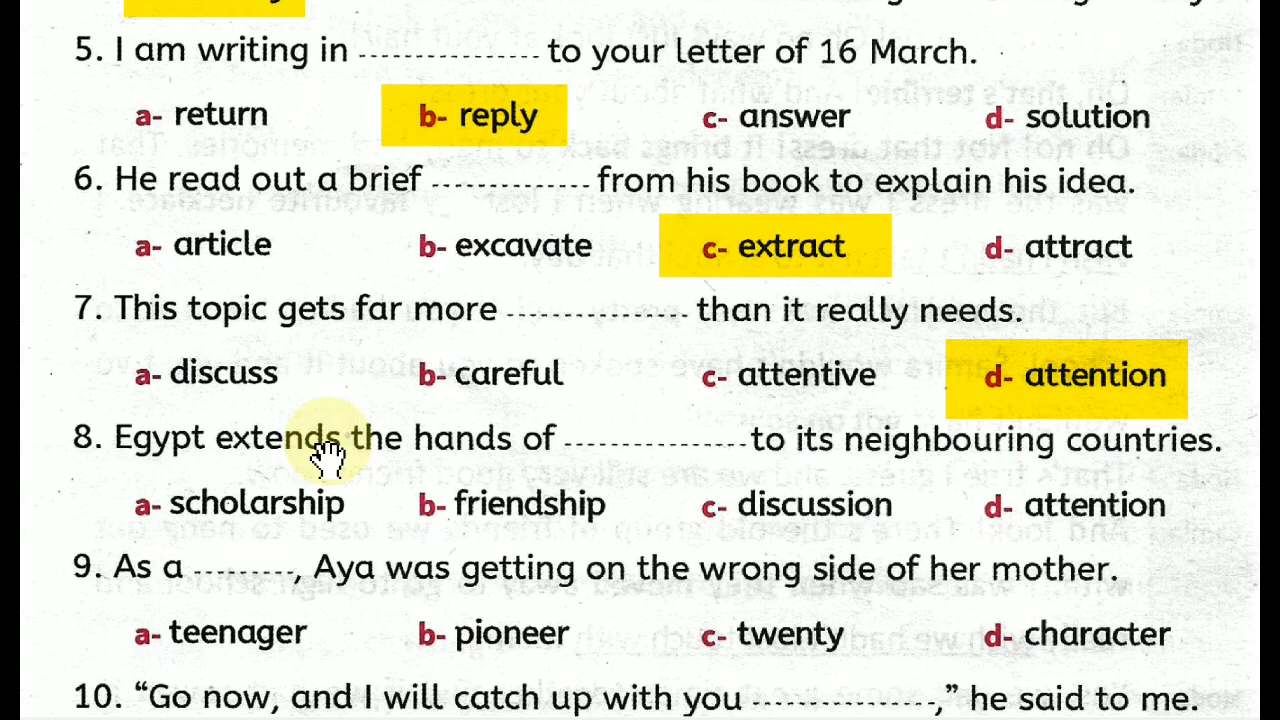 5. I am writing in ------------------ to your letter of 16 March.
a- return b- reply c- answer d- solution
6. He read out a brief ---------------- from his book to explain his idea.
a- article b- excavate c- extract d- attract
7. This topic gets far more ------------------ than it really needs.
a- discuss b- careful c- attentive d- attention
8. Egypt extends the hands of ------------------ to its neighbouring countries.
a- scholarship b- friendship c- discussion d- attention
9. As a ----------, Aya was getting on the wrong side of her mother.
a- teenager b- pioneer c- twenty d- character
10. “Go now, and I will catch up with you ------------------,” he said to me.